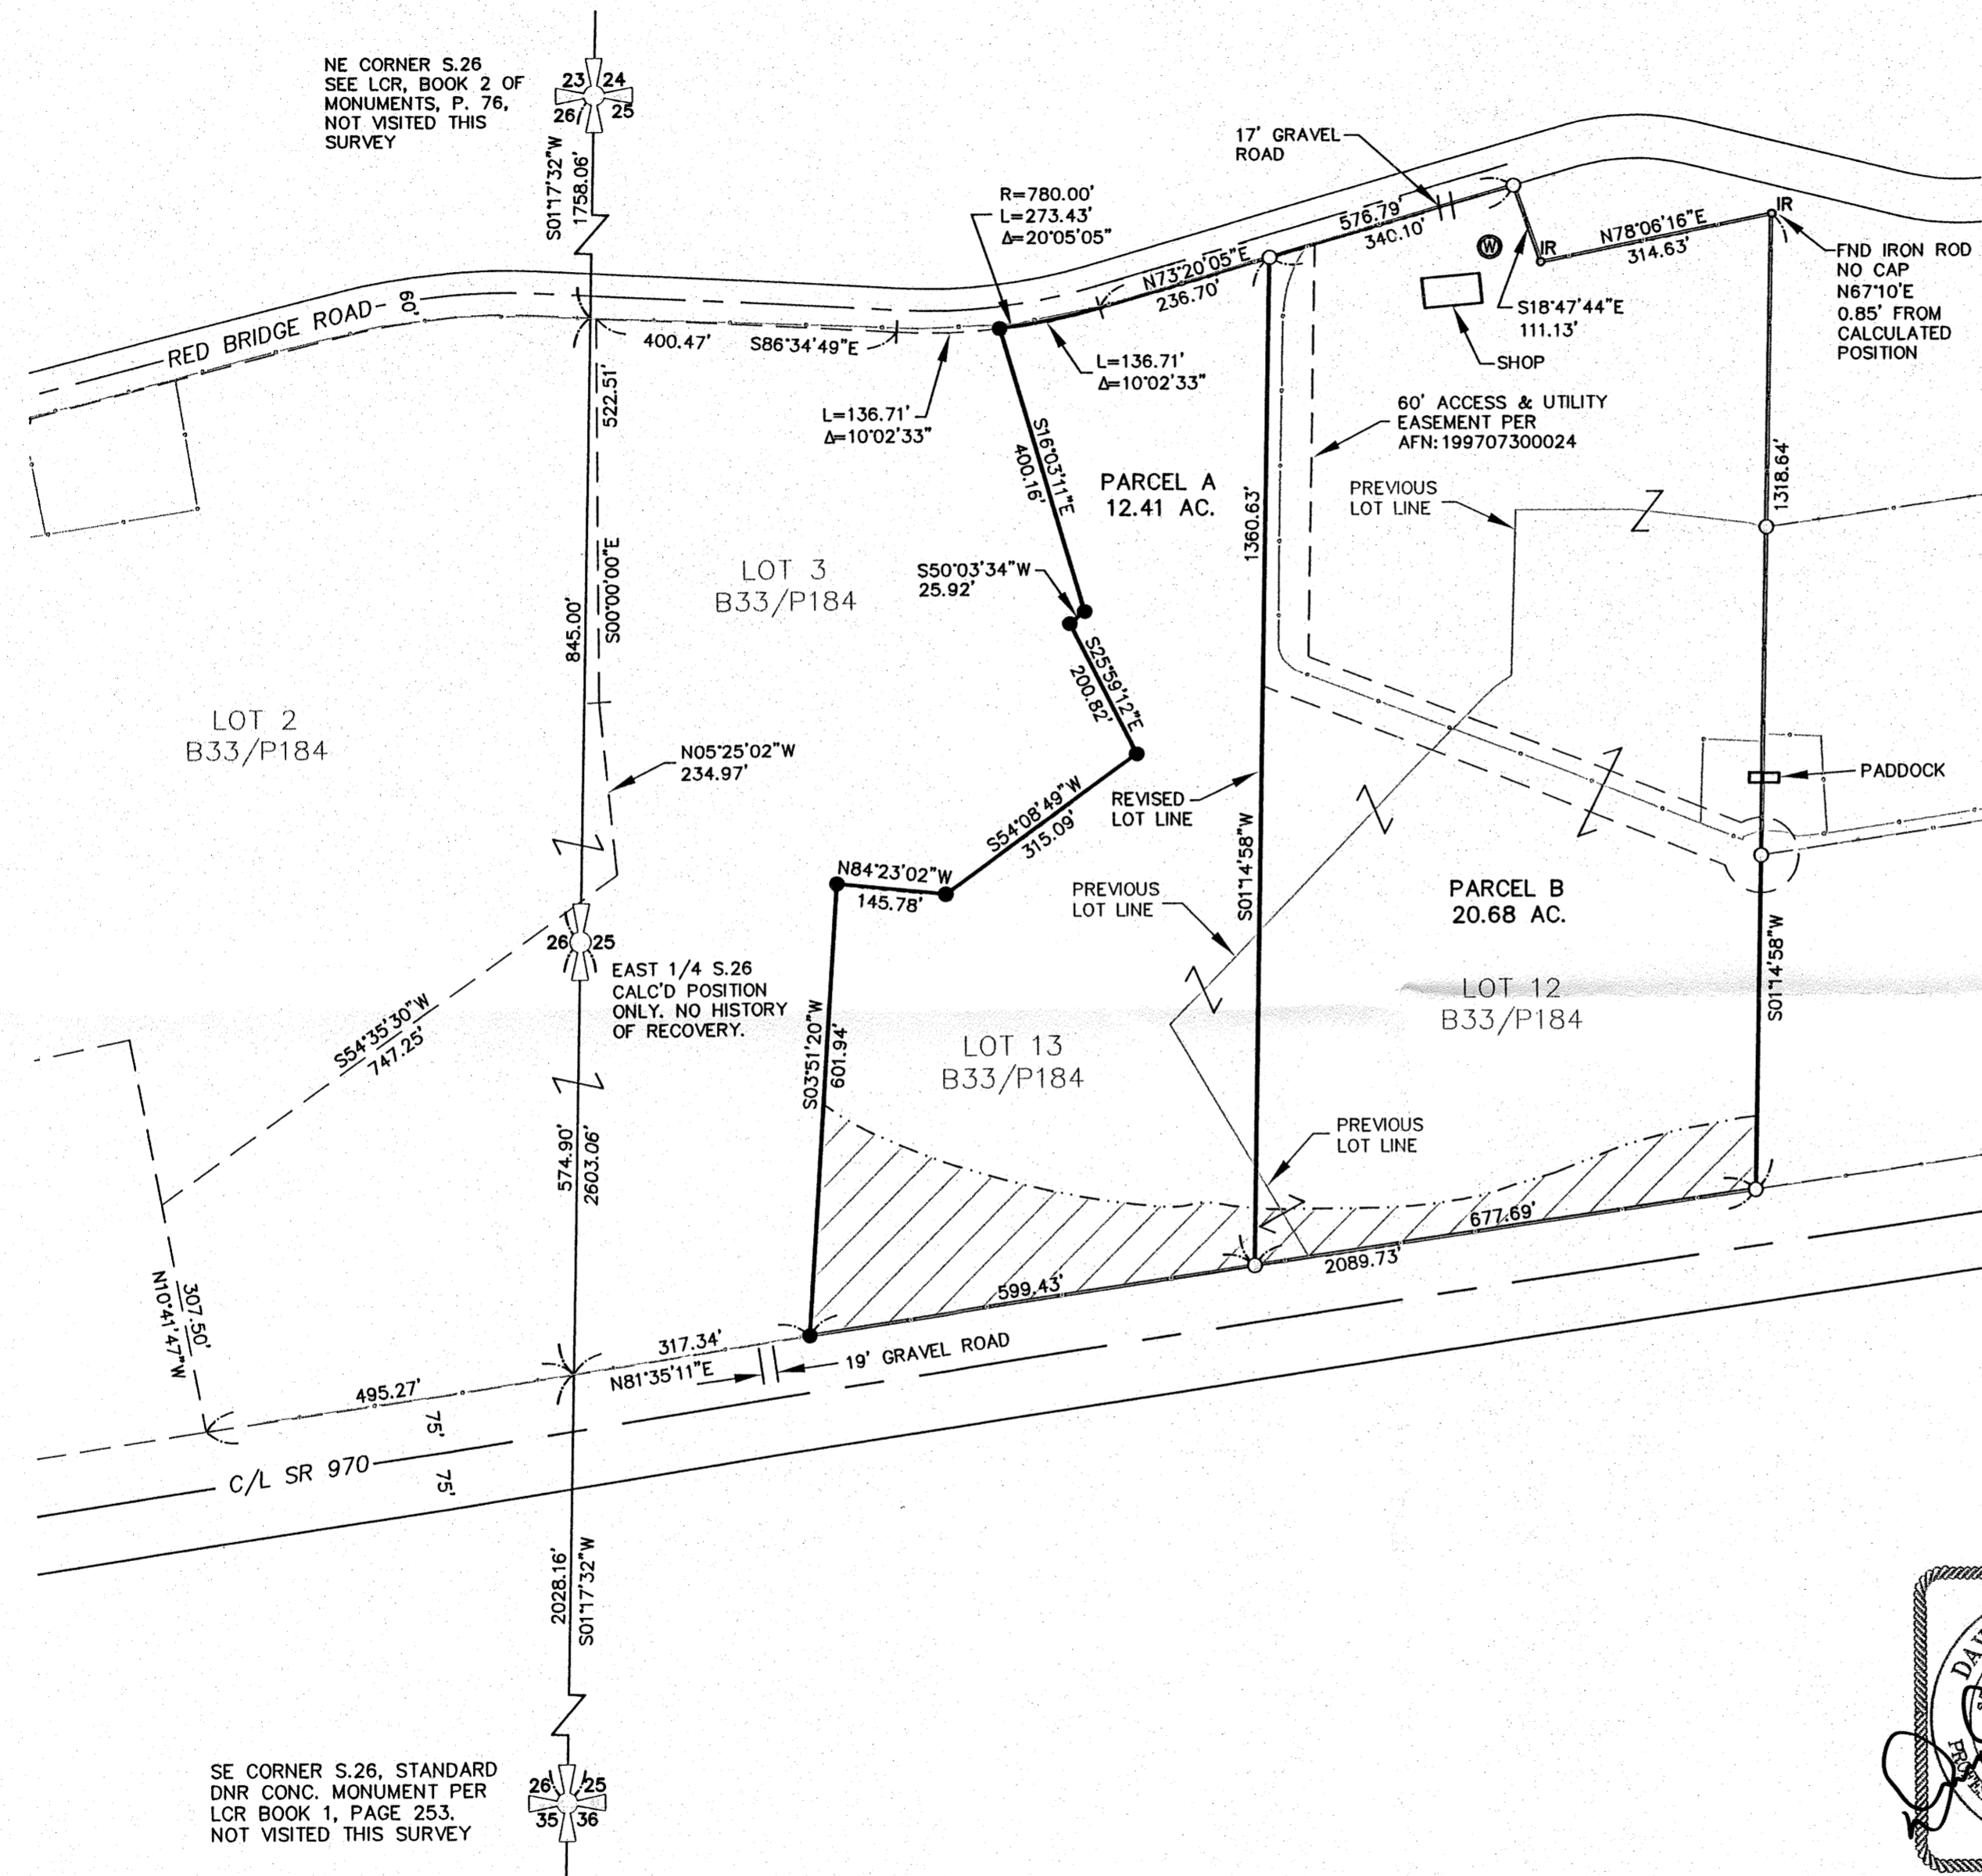 NE CORNER S.26
SEE LCR, BOOK 2 OF
MONUMENTS, P. 76,
NOT VISITED THIS
SURVEY
23 24
26 25
S01°17'32"W
1758.06'
17' GRAVEL
ROAD
R=780.00'
L=273.43'
Δ=20°05'05"
576.79'
340.10'
N73°20'05"E
236.70'
W
IR
N78°06'16"E
314.63'
IR
FND IRON ROD
NO CAP
N67°10'E
0.85' FROM
CALCULATED
POSITION
S18°47'44"E
111.13'
SHOP
RED BRIDGE ROAD
60'
400.47'
S86°34'49"E
L=136.71'
Δ=10°02'33"
L=136.71'
Δ=10°02'33"
522.51'
S00°00'00"E
845.00'
60' ACCESS & UTILITY
EASEMENT PER
AFN: 199707300024
S16°03'11"E
400.16'
PARCEL A
12.41 AC.
1360.63'
PREVIOUS
LOT LINE
1318.64'
LOT 3
B33/P184
S50°03'34"W
25.92'
S25°59'12"E
200.82'
LOT 2
B33/P184
N05°25'02"W
234.97'
PADDOCK
REVISED
LOT LINE
S54°08'49"W
315.09'
S01°14'58"W
N84°23'02"W
145.78'
PREVIOUS
LOT LINE
PARCEL B
20.68 AC.
S01°14'58"W
26 25
EAST 1/4 S.26
CALC'D POSITION
ONLY. NO HISTORY
OF RECOVERY.
LOT 12
B33/P184
S54°35'30"W
747.25'
S03°51'20"W
601.94'
LOT 13
B33/P184
574.90'
2603.06'
PREVIOUS
LOT LINE
677.69'
2089.73'
599.43'
307.50'
N10°41'47"W
317.34'
N81°35'11"E
19' GRAVEL ROAD
495.27'
75'
C/L SR 970
75'
2028.16'
S01°17'32"W
SE CORNER S.26, STANDARD
DNR CONC. MONUMENT PER
LCR BOOK 1, PAGE 253.
NOT VISITED THIS SURVEY
26 25
35 36